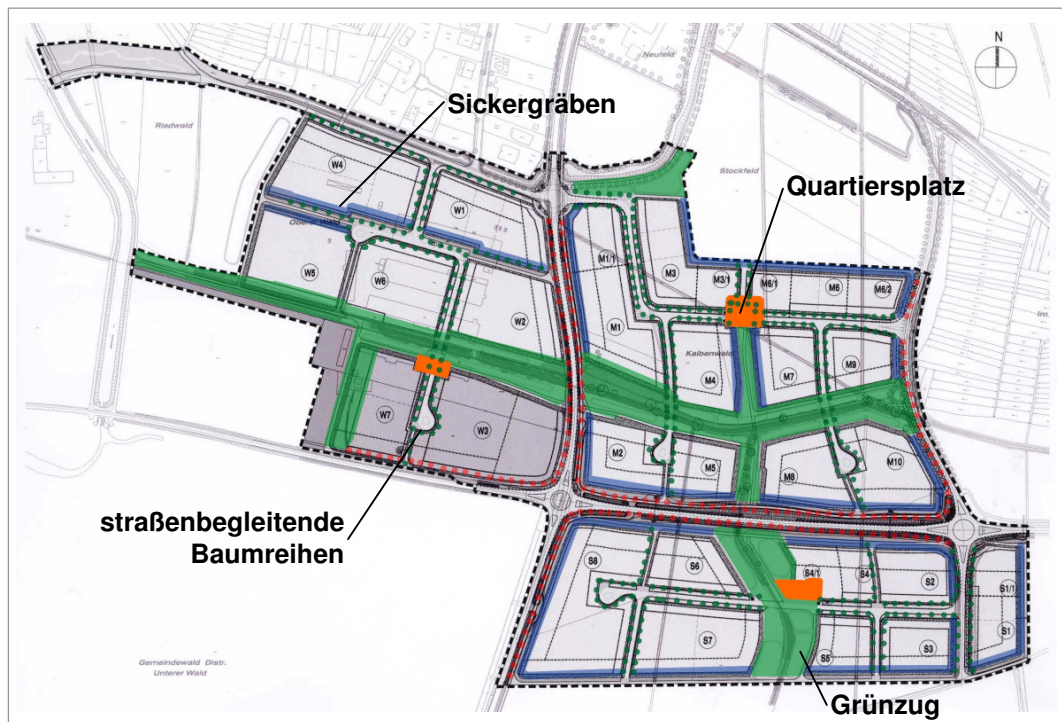 N
Neufeld
Sickergräben
Riedwald
W4
Stockfeld
Quartiersplatz
W1
M1/1
M3
M3/1
M6/1
M6
M6/2
W5
W6
W2
M1
Kalbenwald
M4
M7
M9
W7
W3
M2
M5
M8
M10
straßenbegleitende
Baumreihen
S8
S6
S4/1
S4
S2
S1/1
S7
S5
S3
S1
Gemeindewald Distr.
Unterer Wald
Grünzug